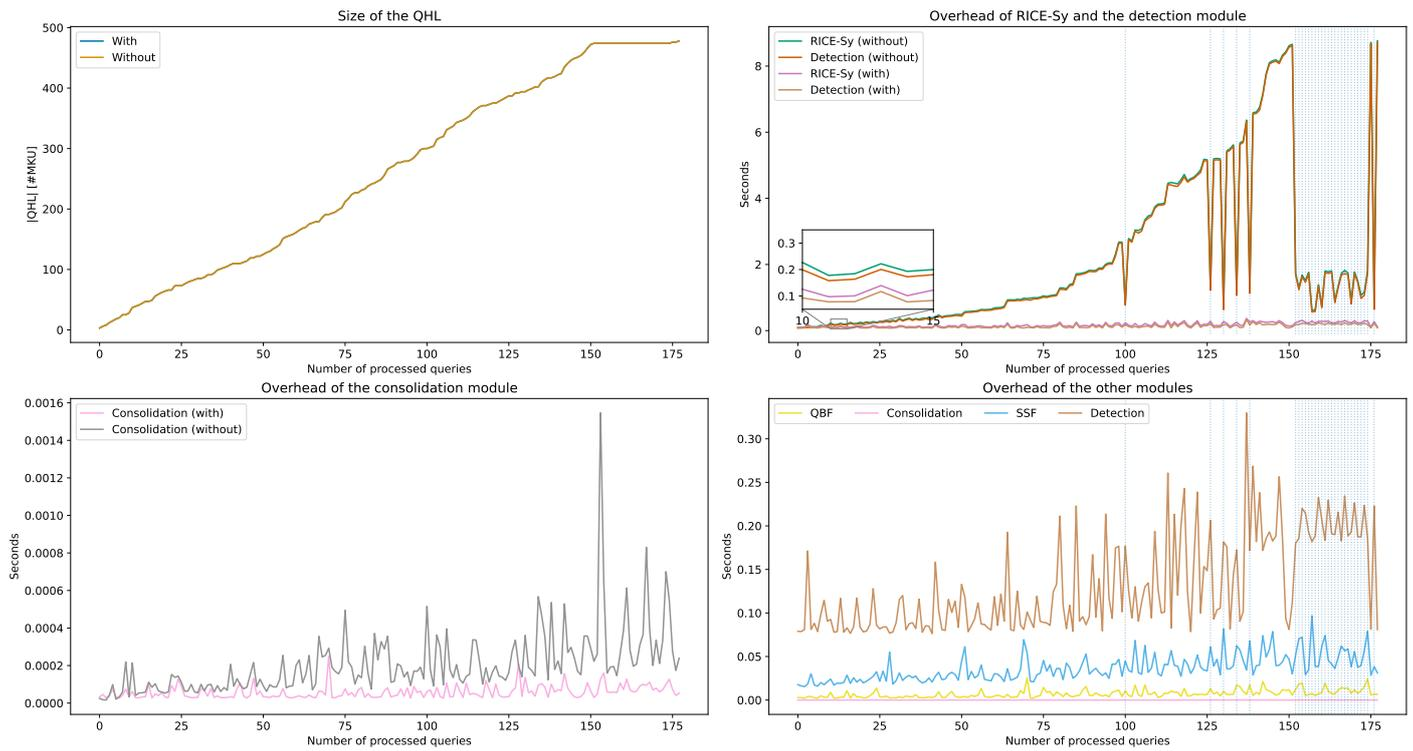 Size of the QHL
500
400
300
200
100
0
|QHL| [#MKU]
With
Without
0 25 50 75 100 125 150 175
Number of processed queries
Overhead of RICE-Sy and the detection module
8
6
4
2
0
Seconds
RICE-Sy (without)
Detection (without)
RICE-Sy (with)
Detection (with)
0.3
0.2
0.1
10 15
0 25 50 75 100 125 150 175
Number of processed queries
Overhead of the consolidation module
0.0016
0.0014
0.0012
0.0010
0.0008
0.0006
0.0004
0.0002
0.0000
Seconds
Consolidation (with)
Consolidation (without)
0 25 50 75 100 125 150 175
Number of processed queries
Overhead of the other modules
QBF Consolidation SSF Detection
0.30
0.25
0.20
0.15
0.10
0.05
0.00
Seconds
0 25 50 75 100 125 150 175
Number of processed queries